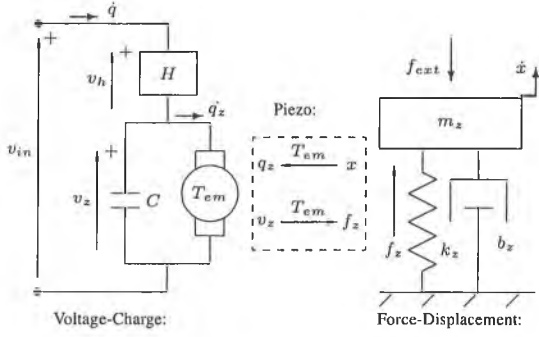 q̇
+
+
v_h
H
f_ext
ẋ
q̇_z
Piezo:
m_z
v_in
+
q_z T_em x
v_z
C
T_em
v_z T_em f_z
f_z
k_z
b_z
Voltage-Charge:
Force-Displacement: